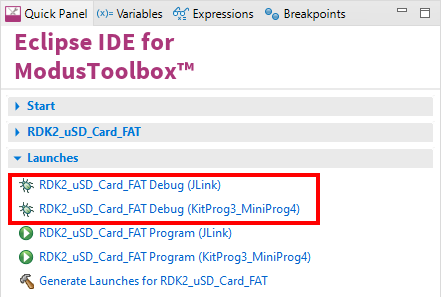 Quick Panel (x)= Variables Expressions Breakpoints
Eclipse IDE for
ModusToolbox™
Start
RDK2_uSD_Card_FAT
Launches
RDK2_uSD_Card_FAT Debug (JLink)
RDK2_uSD_Card_FAT Debug (KitProg3_MiniProg4)
RDK2_uSD_Card_FAT Program (JLink)
RDK2_uSD_Card_FAT Program (KitProg3_MiniProg4)
Generate Launches for RDK2_uSD_Card_FAT